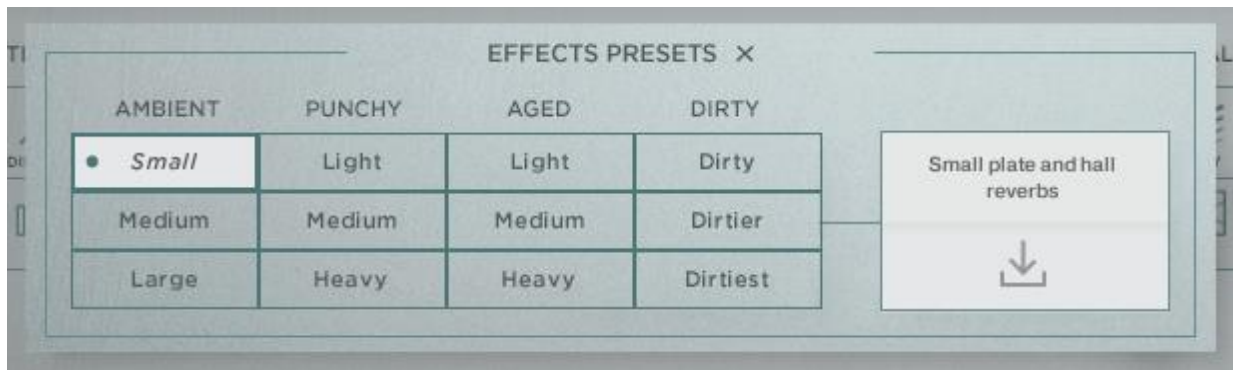 EFFECTS PRESETS ×
AMBIENT PUNCHY AGED DIRTY
Small Light Light Dirty
Medium Medium Medium Dirtier
Large Heavy Heavy Dirtiest
Small plate and hall
reverbs